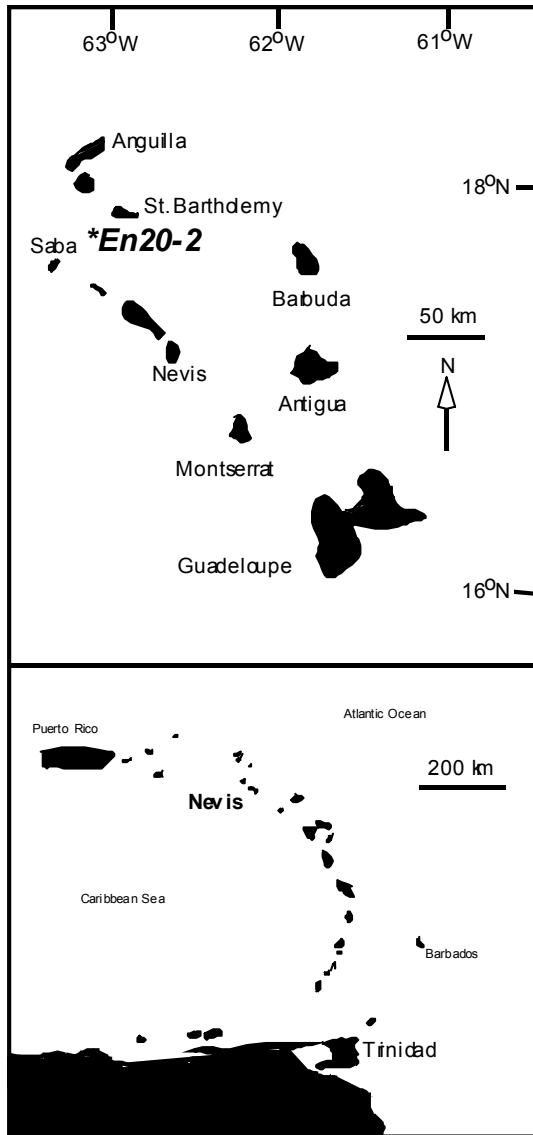 63°W 62°W 61°W
Anguilla
18°N
St. Bartholemy
Saba *En20-2
Barbuda
50 km
N
Nevis
Antigua
Montserrat
Guadeloupe
16°N
Atlantic Ocean
Puerto Rico
200 km
Nevis
Caribbean Sea
Barbados
Trinidad